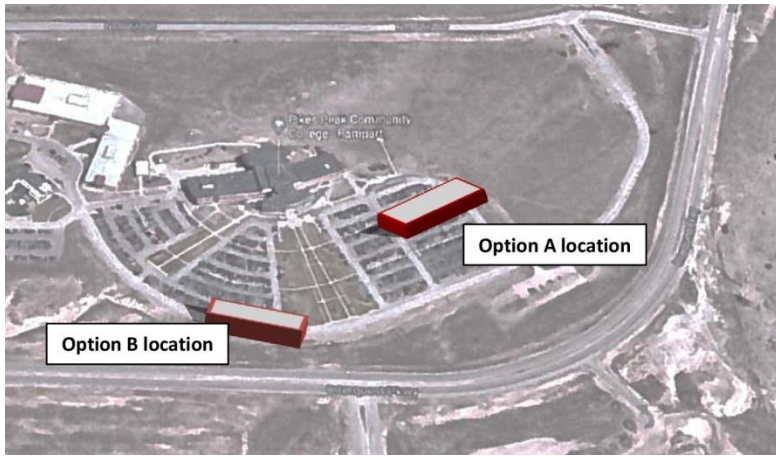 Pikes Peak Community
College - Rampart
Option A location
Option B location